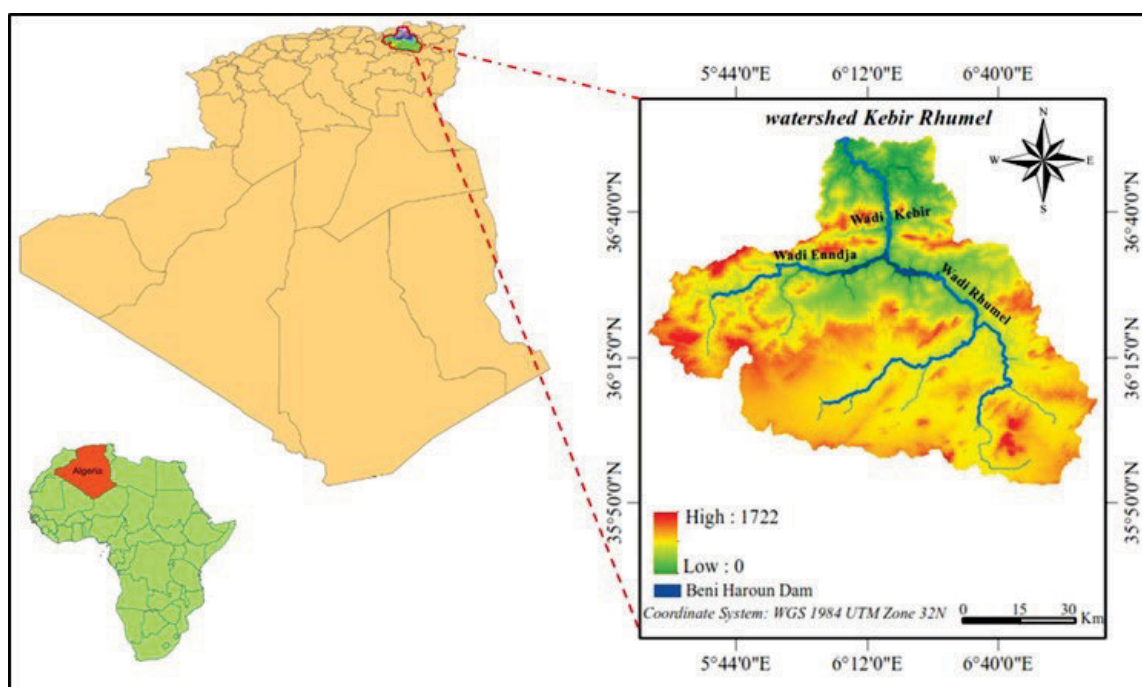 Algeria
5°44'0"E 6°12'0"E 6°40'0"E
watershed Kebir Rhumel
N
W E
S
36°40'0"N
36°15'0"N
35°50'0"N
36°40'0"N
36°15'0"N
35°50'0"N
Wadi Kebir
Wadi Enndja
Wadi Rhumel
High : 1722
Low : 0
Beni Haroun Dam
Coordinate System: WGS 1984 UTM Zone 32N
0 15 30
Km
5°44'0"E 6°12'0"E 6°40'0"E